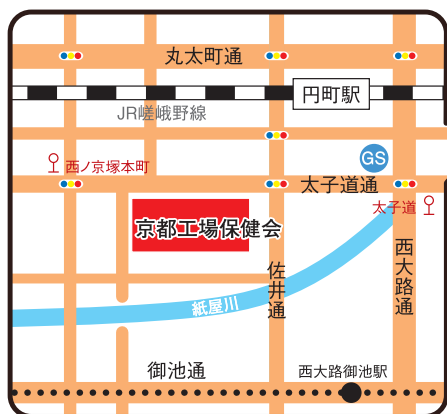 丸太町通
円町駅
JR嵯峨野線
GS
西ノ京塚本町
太子道通
太子道
京都工場保健会
佐井通
西大路通
紙屋川
御池通
西大路御池駅